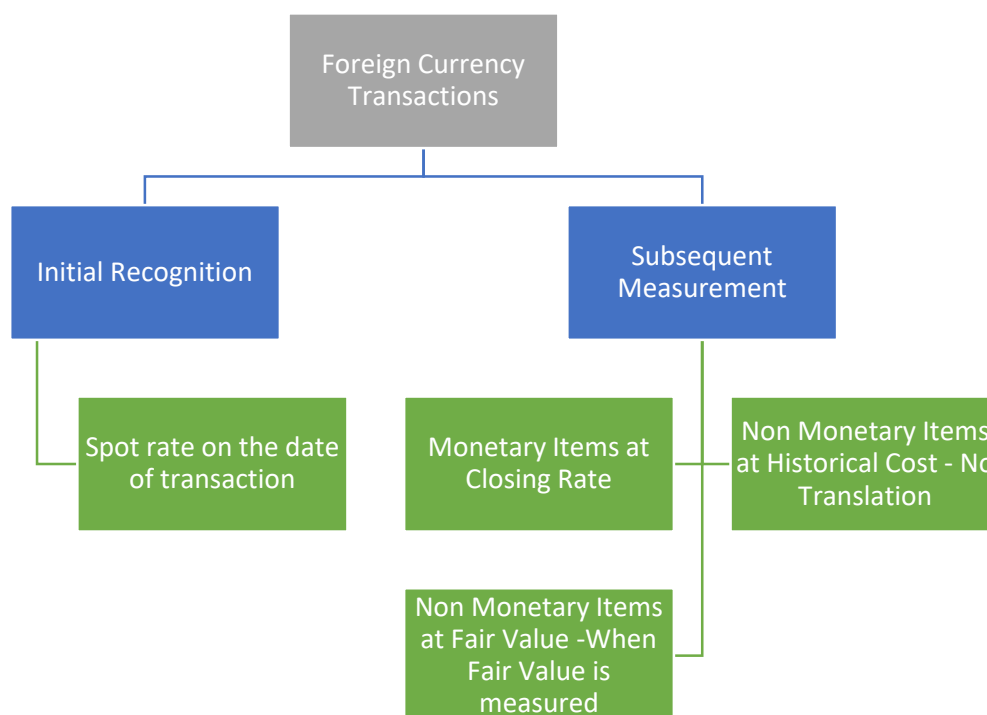 Foreign Currency
Transactions
Initial Recognition
Subsequent
Measurement
Spot rate on the date
of transaction
Monetary Items at
Closing Rate
Non Monetary Items
at Historical Cost - No
Translation
Non Monetary Items
at Fair Value -When
Fair Value is
measured